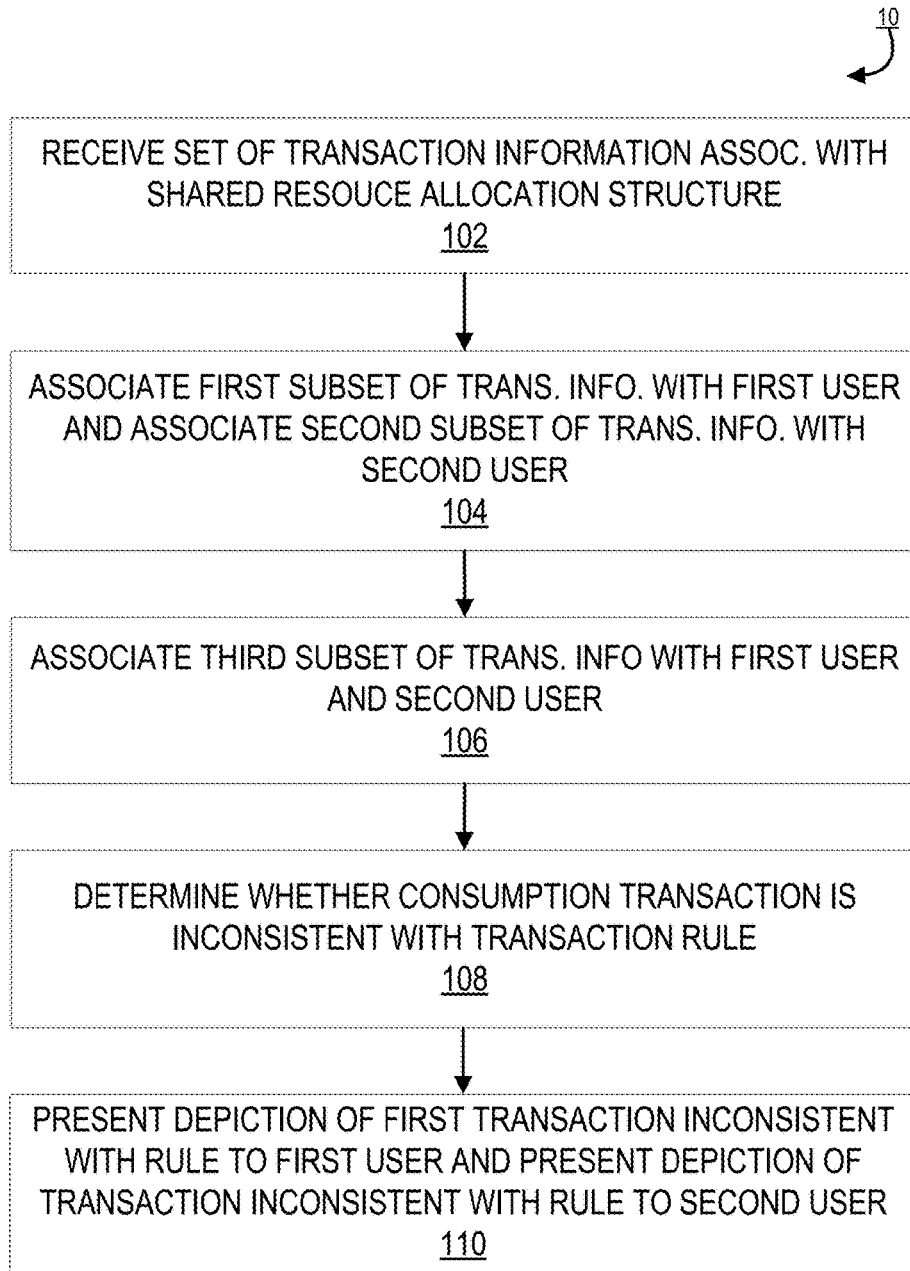 10
RECEIVE SET OF TRANSACTION INFORMATION ASSOC. WITH
SHARED RESOUCE ALLOCATION STRUCTURE
102
ASSOCIATE FIRST SUBSET OF TRANS. INFO. WITH FIRST USER
AND ASSOCIATE SECOND SUBSET OF TRANS. INFO. WITH
SECOND USER
104
ASSOCIATE THIRD SUBSET OF TRANS. INFO WITH FIRST USER
AND SECOND USER
106
DETERMINE WHETHER CONSUMPTION TRANSACTION IS
INCONSISTENT WITH TRANSACTION RULE
108
PRESENT DEPICTION OF FIRST TRANSACTION INCONSISTENT
WITH RULE TO FIRST USER AND PRESENT DEPICTION OF
TRANSACTION INCONSISTENT WITH RULE TO SECOND USER
110